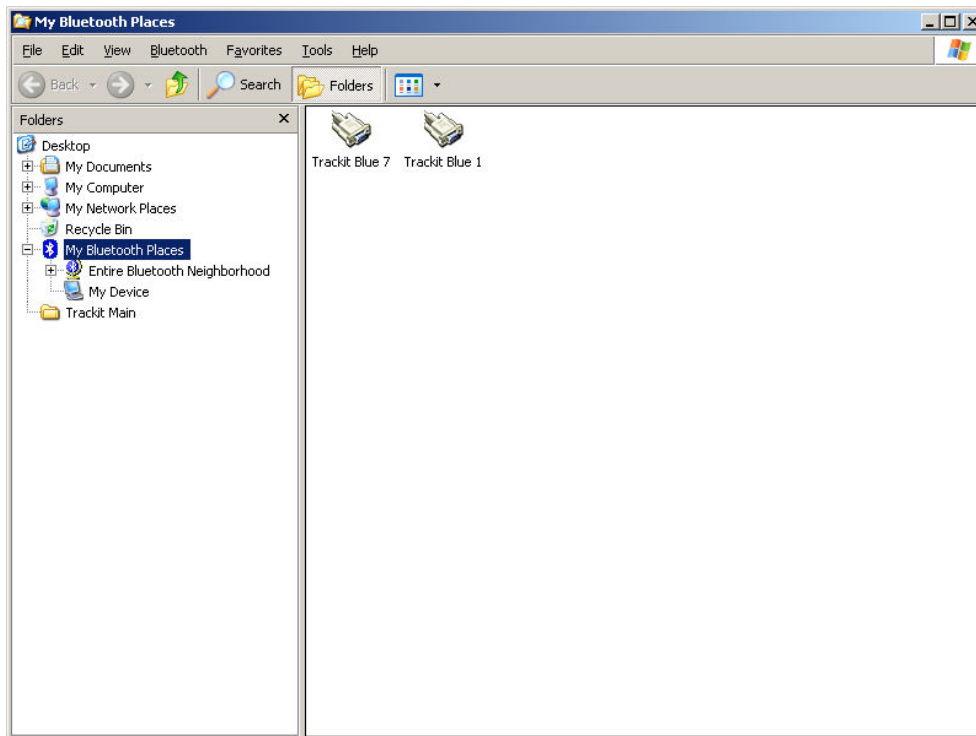 My Bluetooth Places
File Edit View Bluetooth Favorites Tools Help
Back Search Folders
Folders
Desktop
My Documents
My Computer
My Network Places
Recycle Bin
My Bluetooth Places
Entire Bluetooth Neighborhood
My Device
Trackit Main
Trackit Blue 7 Trackit Blue 1